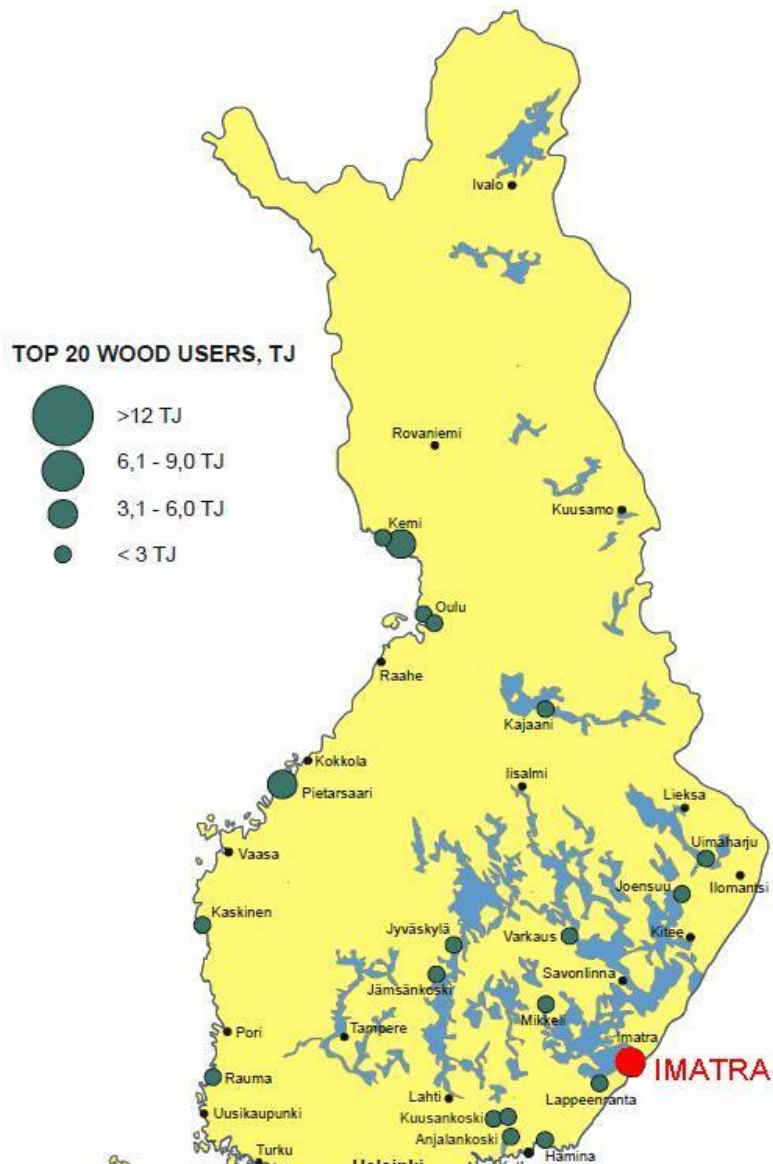 Ivalo
TOP 20 WOOD USERS, TJ
>12 TJ
6,1 - 9,0 TJ
3,1 - 6,0 TJ
< 3 TJ
Rovaniemi
Kuusamo
Kemi
Oulu
Raahe
Kajaani
Kokkola
Pietarsaari
Iisalmi
Lieksa
Uimaharju
Vaasa
Joensuu
Ilomantsi
Kaskinen
Jyväskylä
Varkaus
Kitee
Jämsänkoski
Savonlinna
Mikkeli
Pori
Tampere
Imatra
IMATRA
Rauma
Lappeenranta
Lahti
Uusikaupunki
Kuusankoski
Anjalankoski
Turku
Hamina